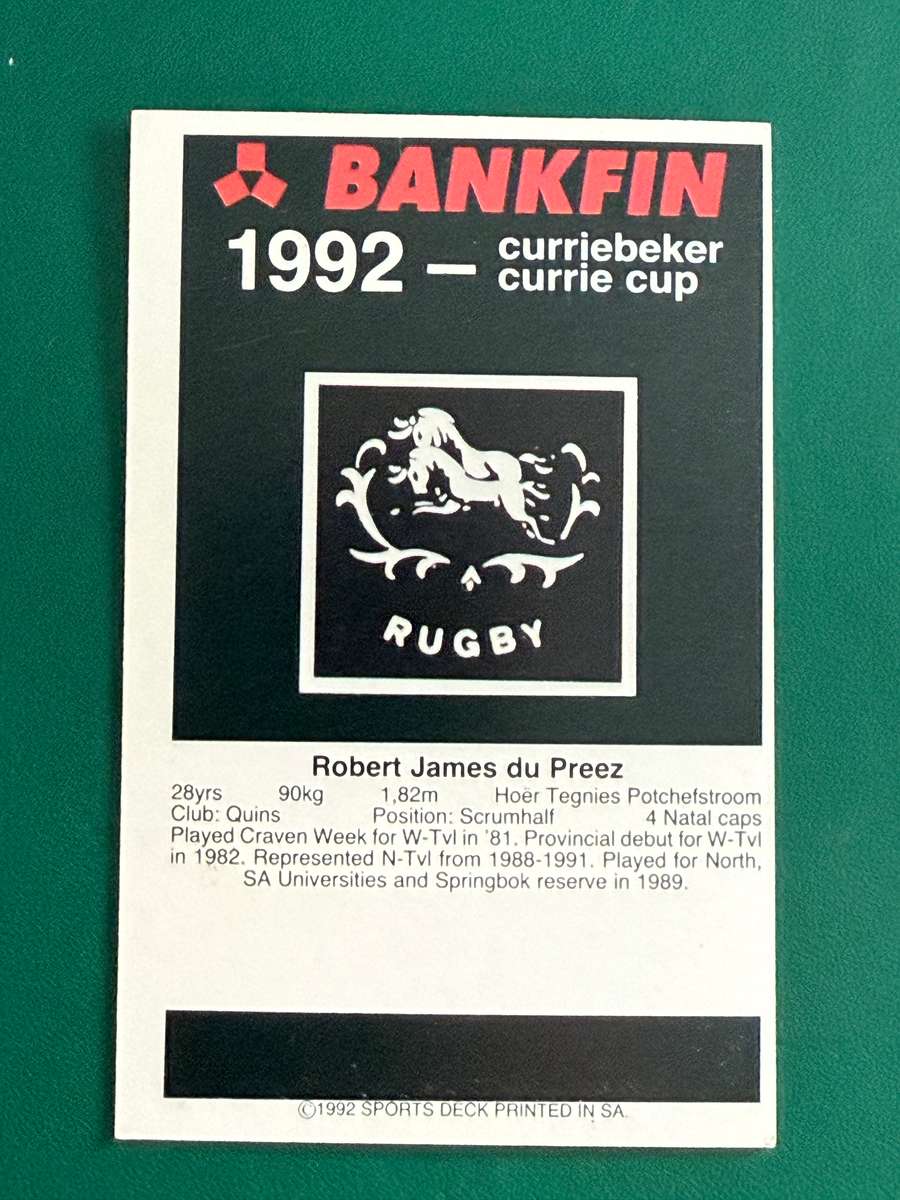 BANKFIN
1992 – curriebeker
currie cup
RUGBY
Robert James du Preez
28yrs 90kg 1,82m Hoër Tegnies Potchefstroom
Club: Quins Position: Scrumhalf 4 Natal caps
Played Craven Week for W-Tvl in '81. Provincial debut for W-Tvl
in 1982. Represented N-Tvl from 1988-1991. Played for North,
SA Universities and Springbok reserve in 1989.
©1992 SPORTS DECK PRINTED IN SA.